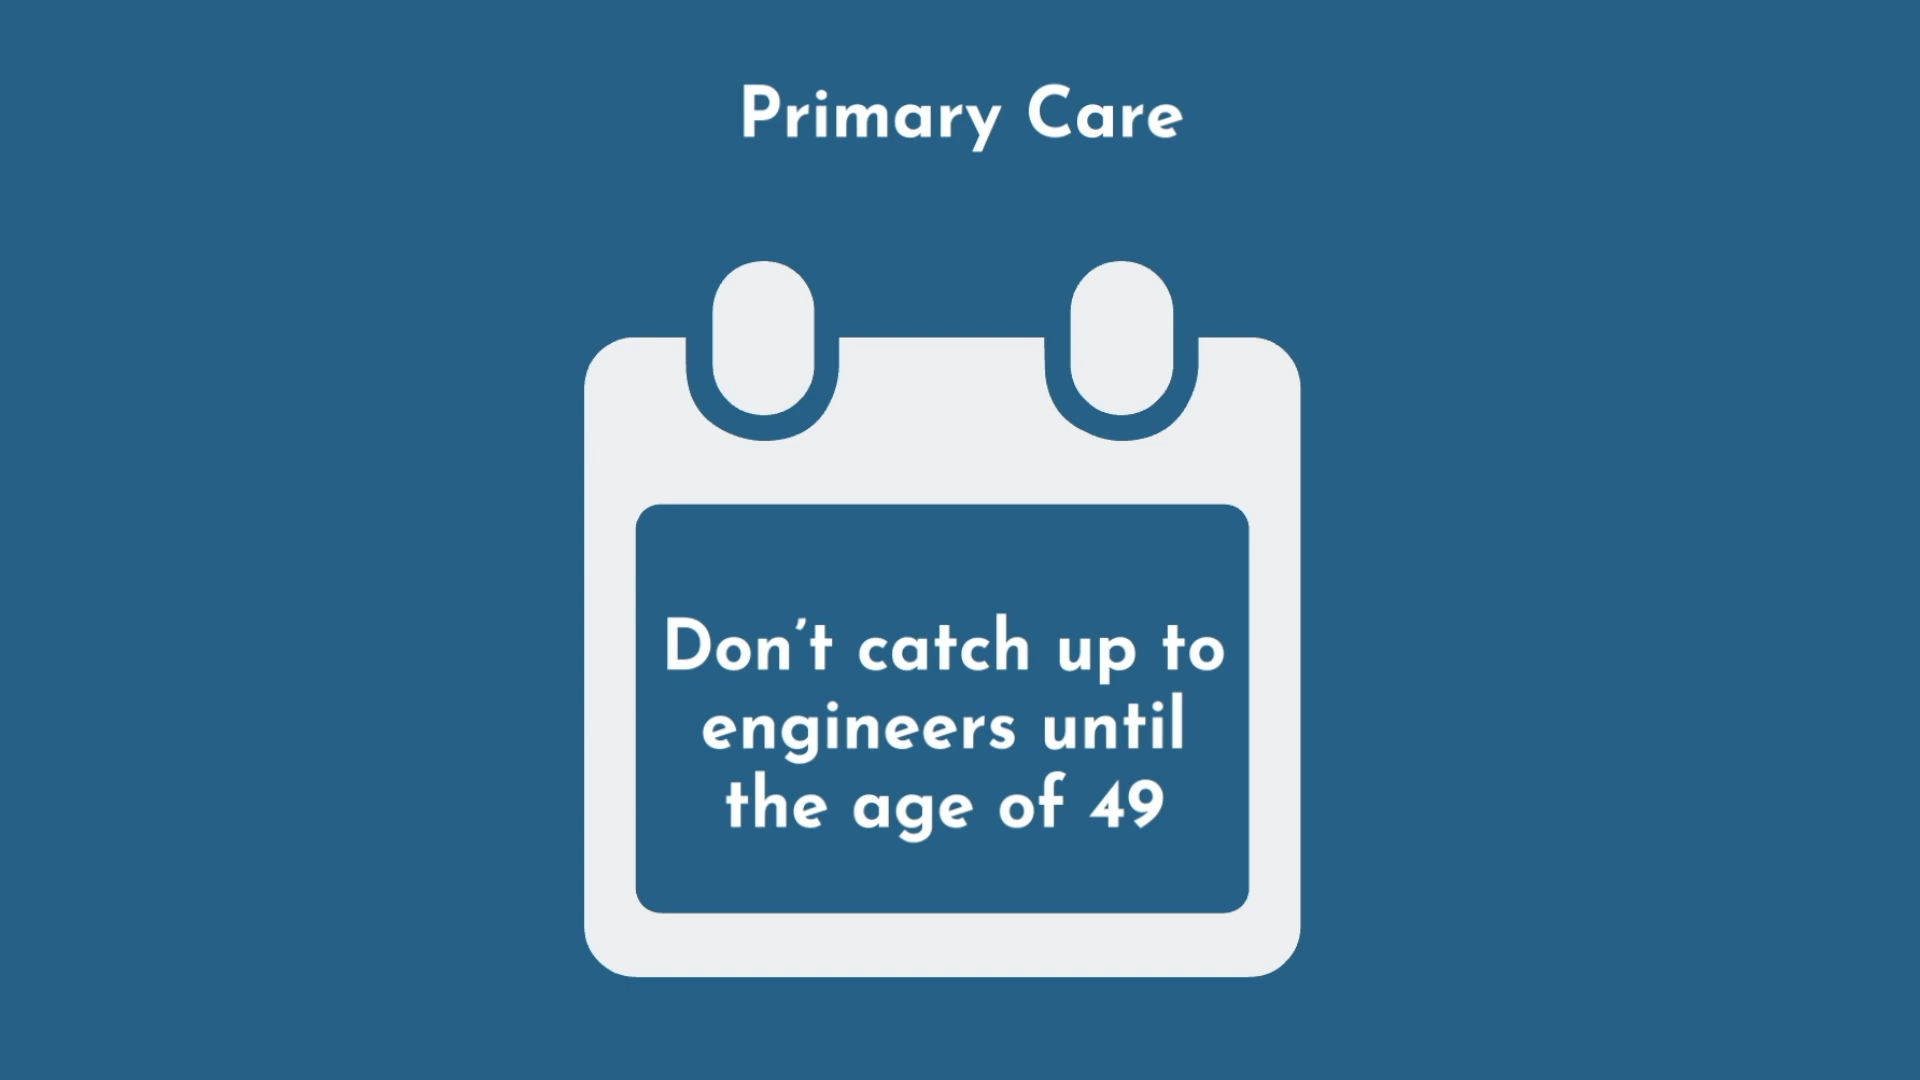 Primary Care
Don’t catch up to
engineers until
the age of 49